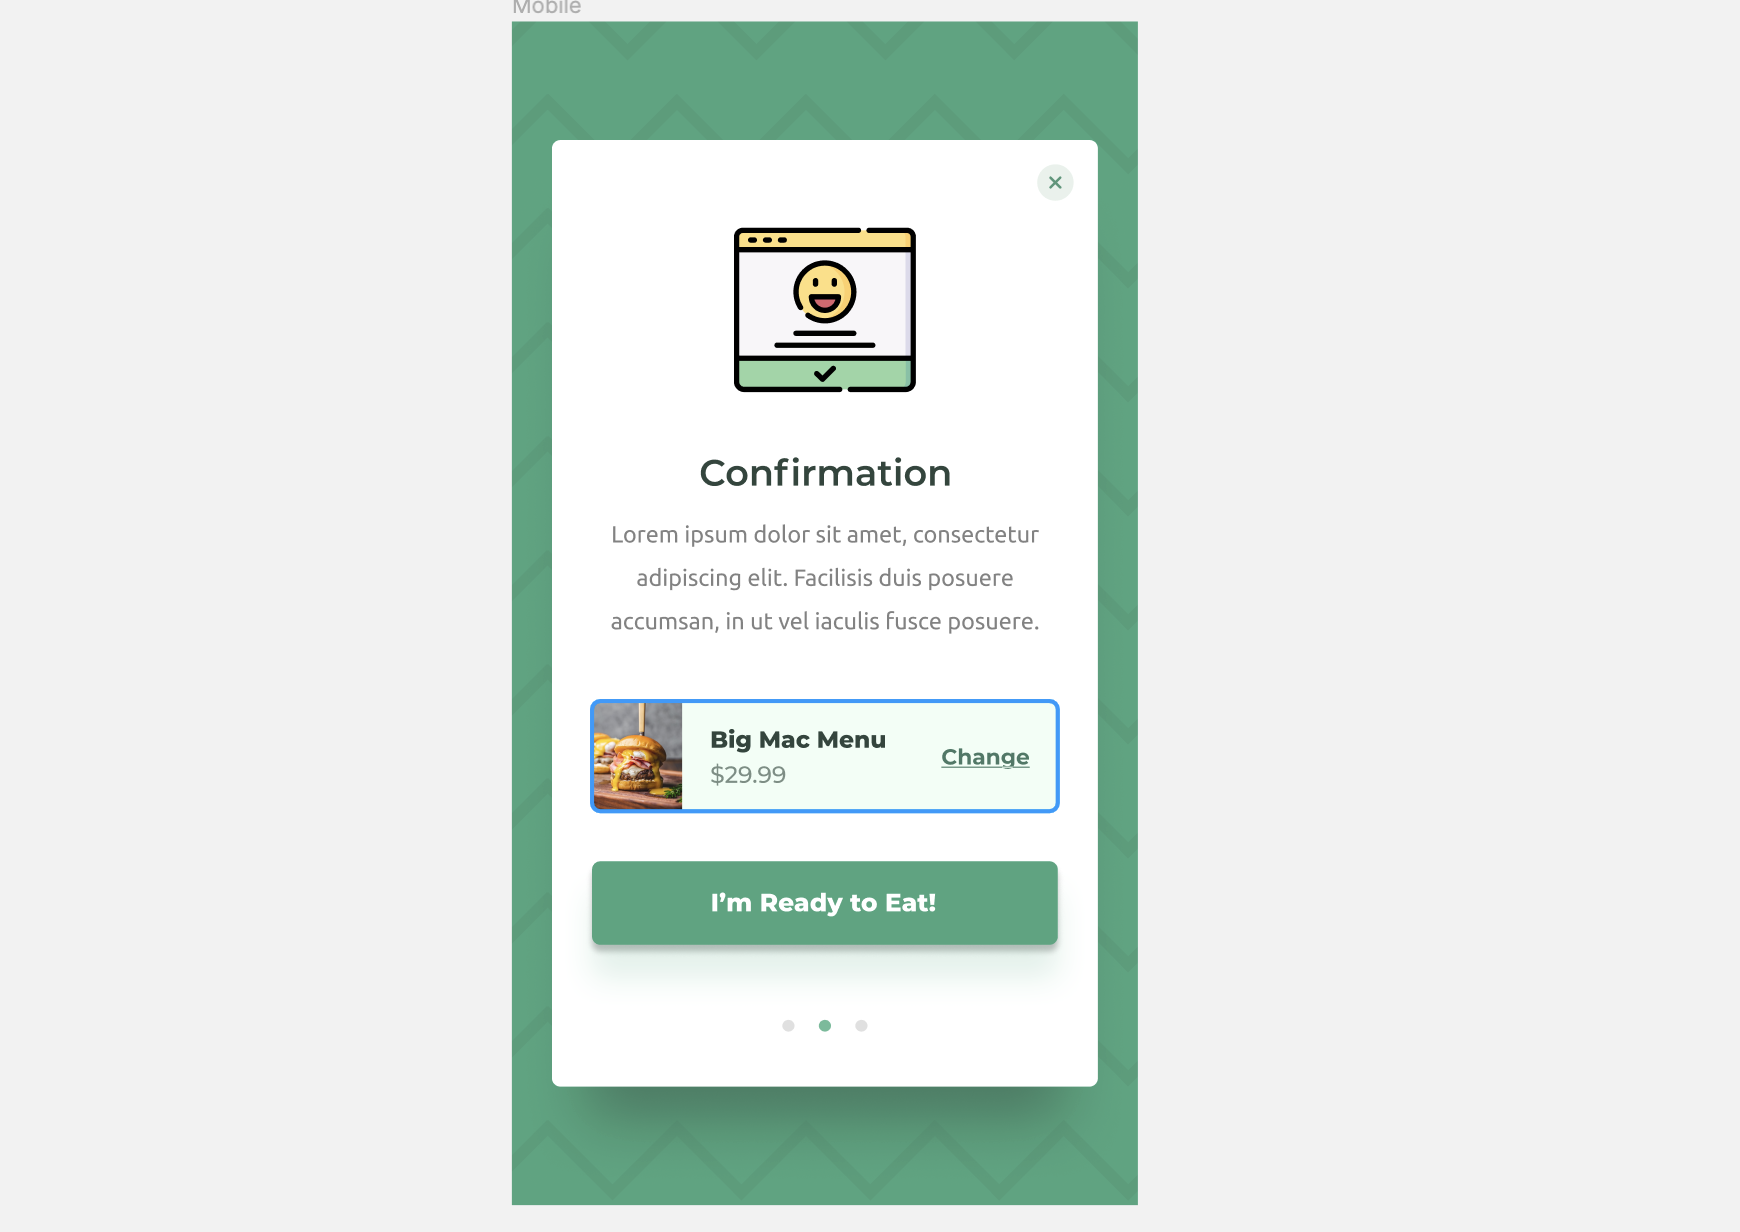 Mobile
Confirmation
Lorem ipsum dolor sit amet, consectetur
adipiscing elit. Facilisis duis posuere
accumsan, in ut vel iaculis fusce posuere.
Big Mac Menu
$29.99
Change
I’m Ready to Eat!